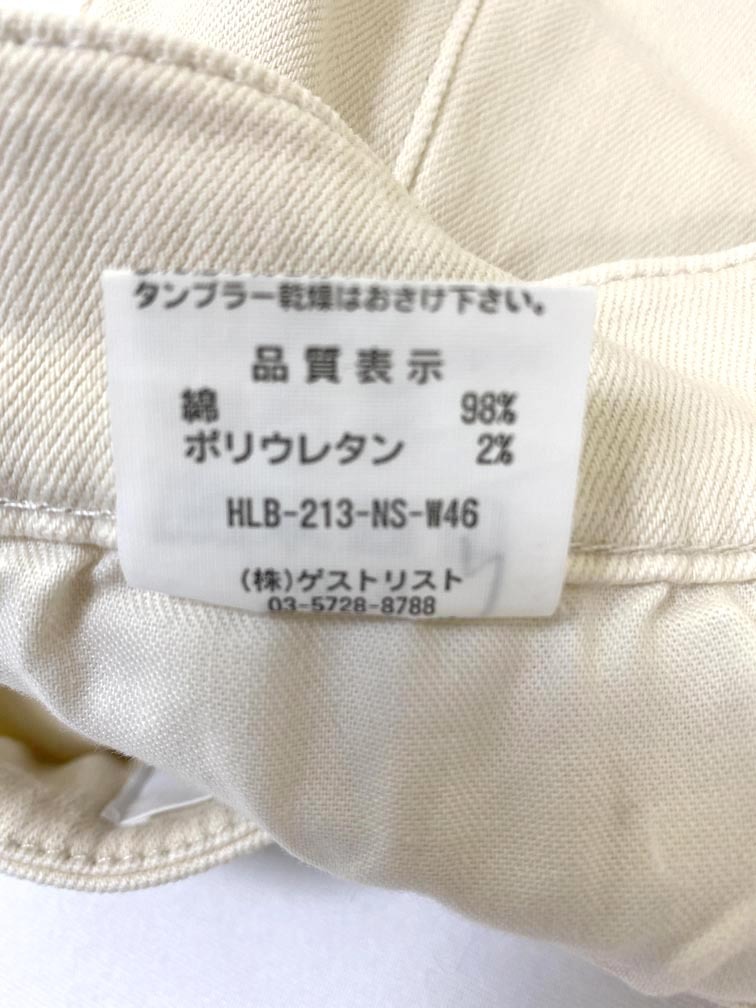 タンブラー乾燥はおさけ下さい。
品質表示
綿 98%
ポリウレタン 2%
HLB-213-NS-W46
(株)ゲストリスト
03-5728-8788